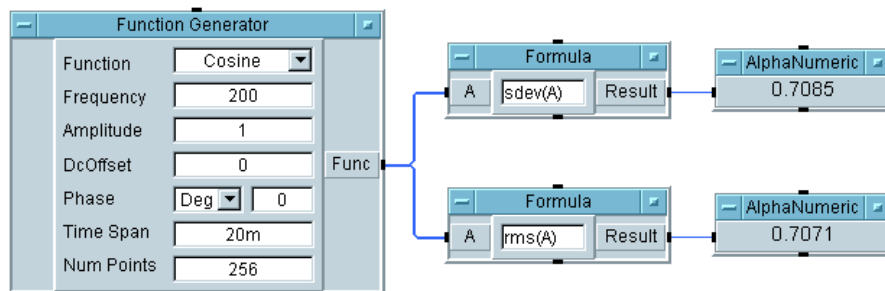 Function Generator
Function Cosine
Frequency 200
Amplitude 1
DcOffset 0
Phase Deg 0
Time Span 20m
Num Points 256
Func
Formula
A sdev(A) Result
AlphaNumeric
0.7085
Formula
A rms(A) Result
AlphaNumeric
0.7071